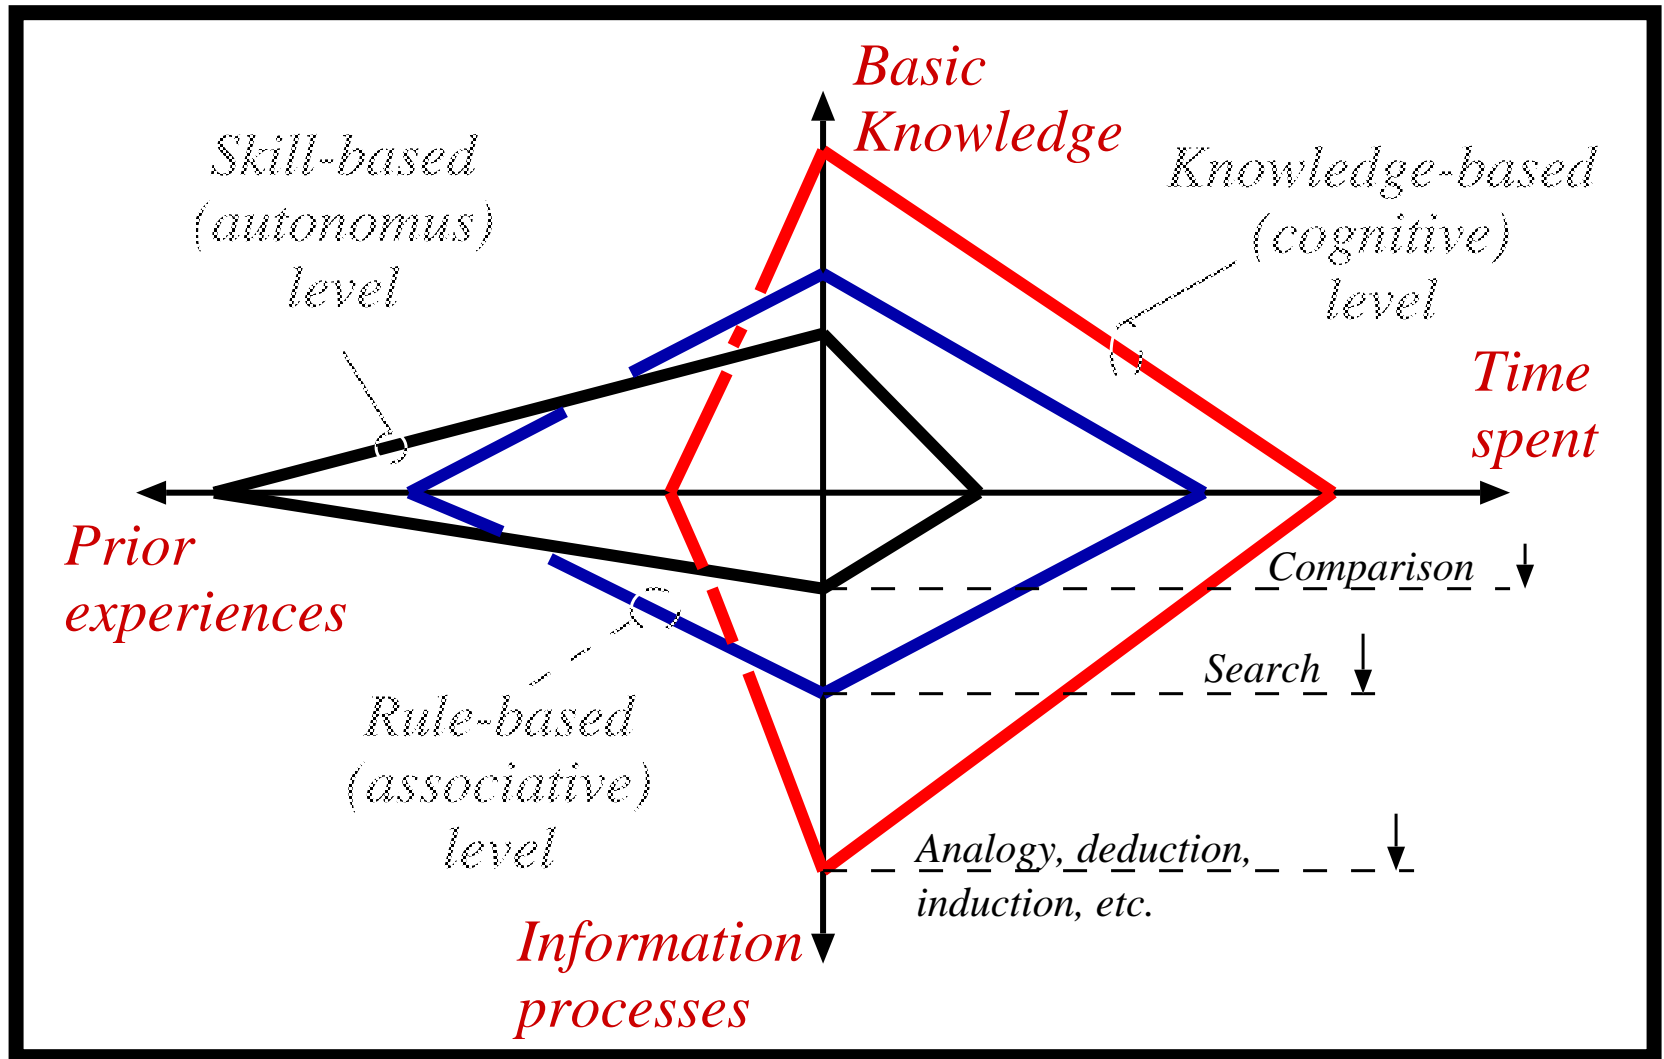 Basic
Knowledge
Skill-based
(autonomus)
level
Knowledge-based
(cognitive)
level
Time
spent
Prior
experiences
Comparison
Search
Rule-based
(associative)
level
Analogy, deduction,
induction, etc.
Information
processes